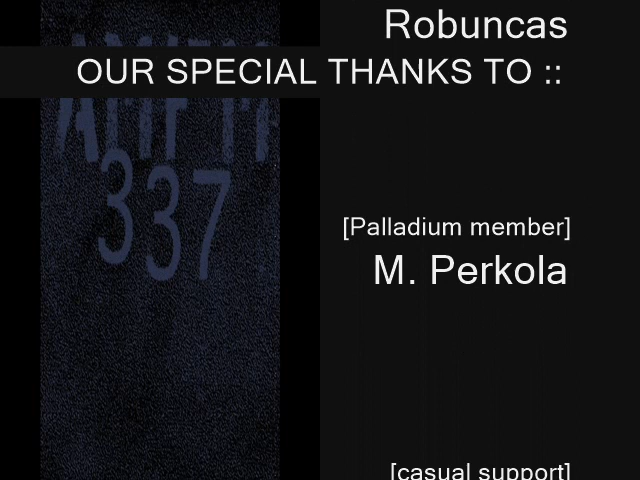 Robuncas
OUR SPECIAL THANKS TO ::
337
[Palladium member]
M. Perkola
[casual support]